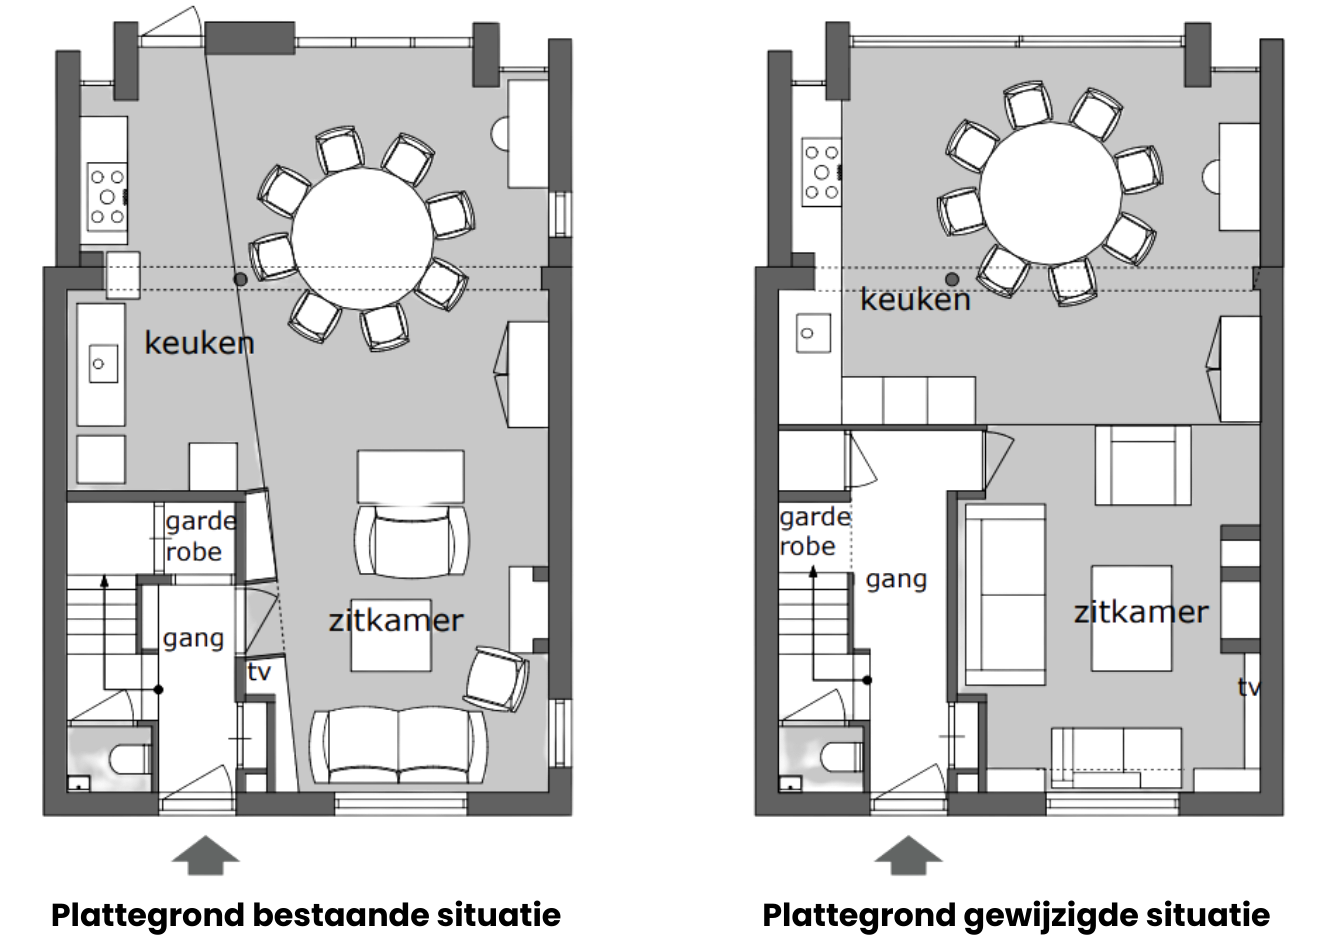 keuken
garde
robe
gang
zitkamer
tv
Plattegrond bestaande situatie
keuken
garde
robe
gang
zitkamer
tv
Plattegrond gewijzigde situatie